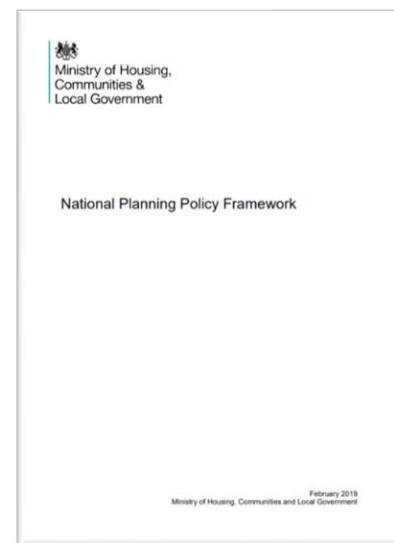 Ministry of Housing,
Communities &
Local Government
National Planning Policy Framework
February 2019
Ministry of Housing, Communities and Local Government